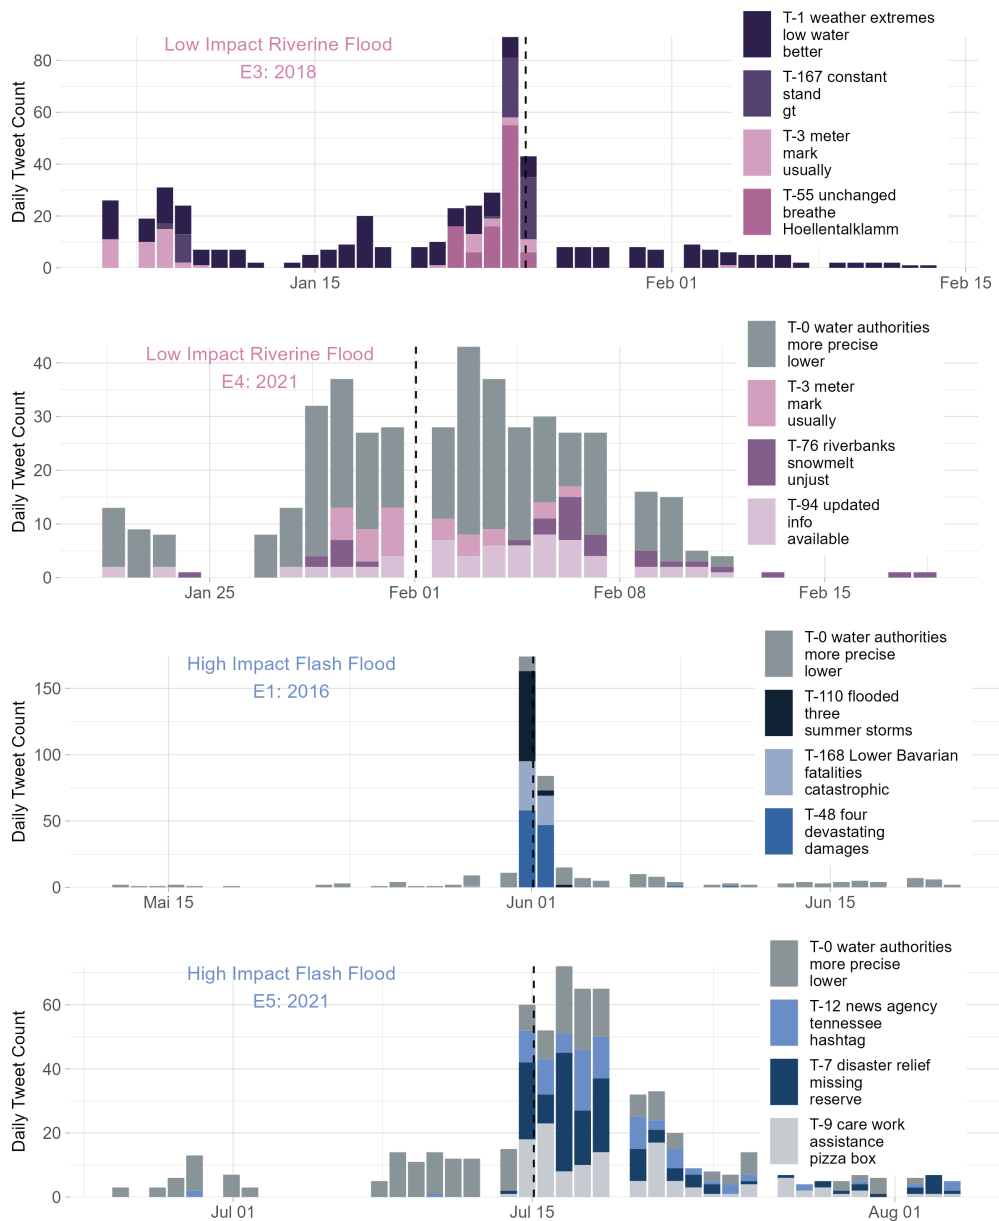 Low Impact Riverine Flood
E3: 2018
Daily Tweet Count
80
60
40
20
0
Jan 15
Feb 01
Feb 15
T-1 weather extremes
low water
better
T-167 constant
stand
gt
T-3 meter
mark
usually
T-55 unchanged
breathe
Hoellentalklamm
Low Impact Riverine Flood
E4: 2021
Daily Tweet Count
40
30
20
10
0
Jan 25
Feb 01
Feb 08
Feb 15
T-0 water authorities
more precise
lower
T-3 meter
mark
usually
T-76 riverbanks
snowmelt
unjust
T-94 updated
info
available
High Impact Flash Flood
E1: 2016
Daily Tweet Count
150
100
50
0
Mai 15
Jun 01
Jun 15
T-0 water authorities
more precise
lower
T-110 flooded
three
summer storms
T-168 Lower Bavarian
fatalities
catastrophic
T-48 four
devastating
damages
High Impact Flash Flood
E5: 2021
Daily Tweet Count
60
40
20
0
Jul 01
Jul 15
Aug 01
T-0 water authorities
more precise
lower
T-12 news agency
tennessee
hashtag
T-7 disaster relief
missing
reserve
T-9 care work
assistance
pizza box